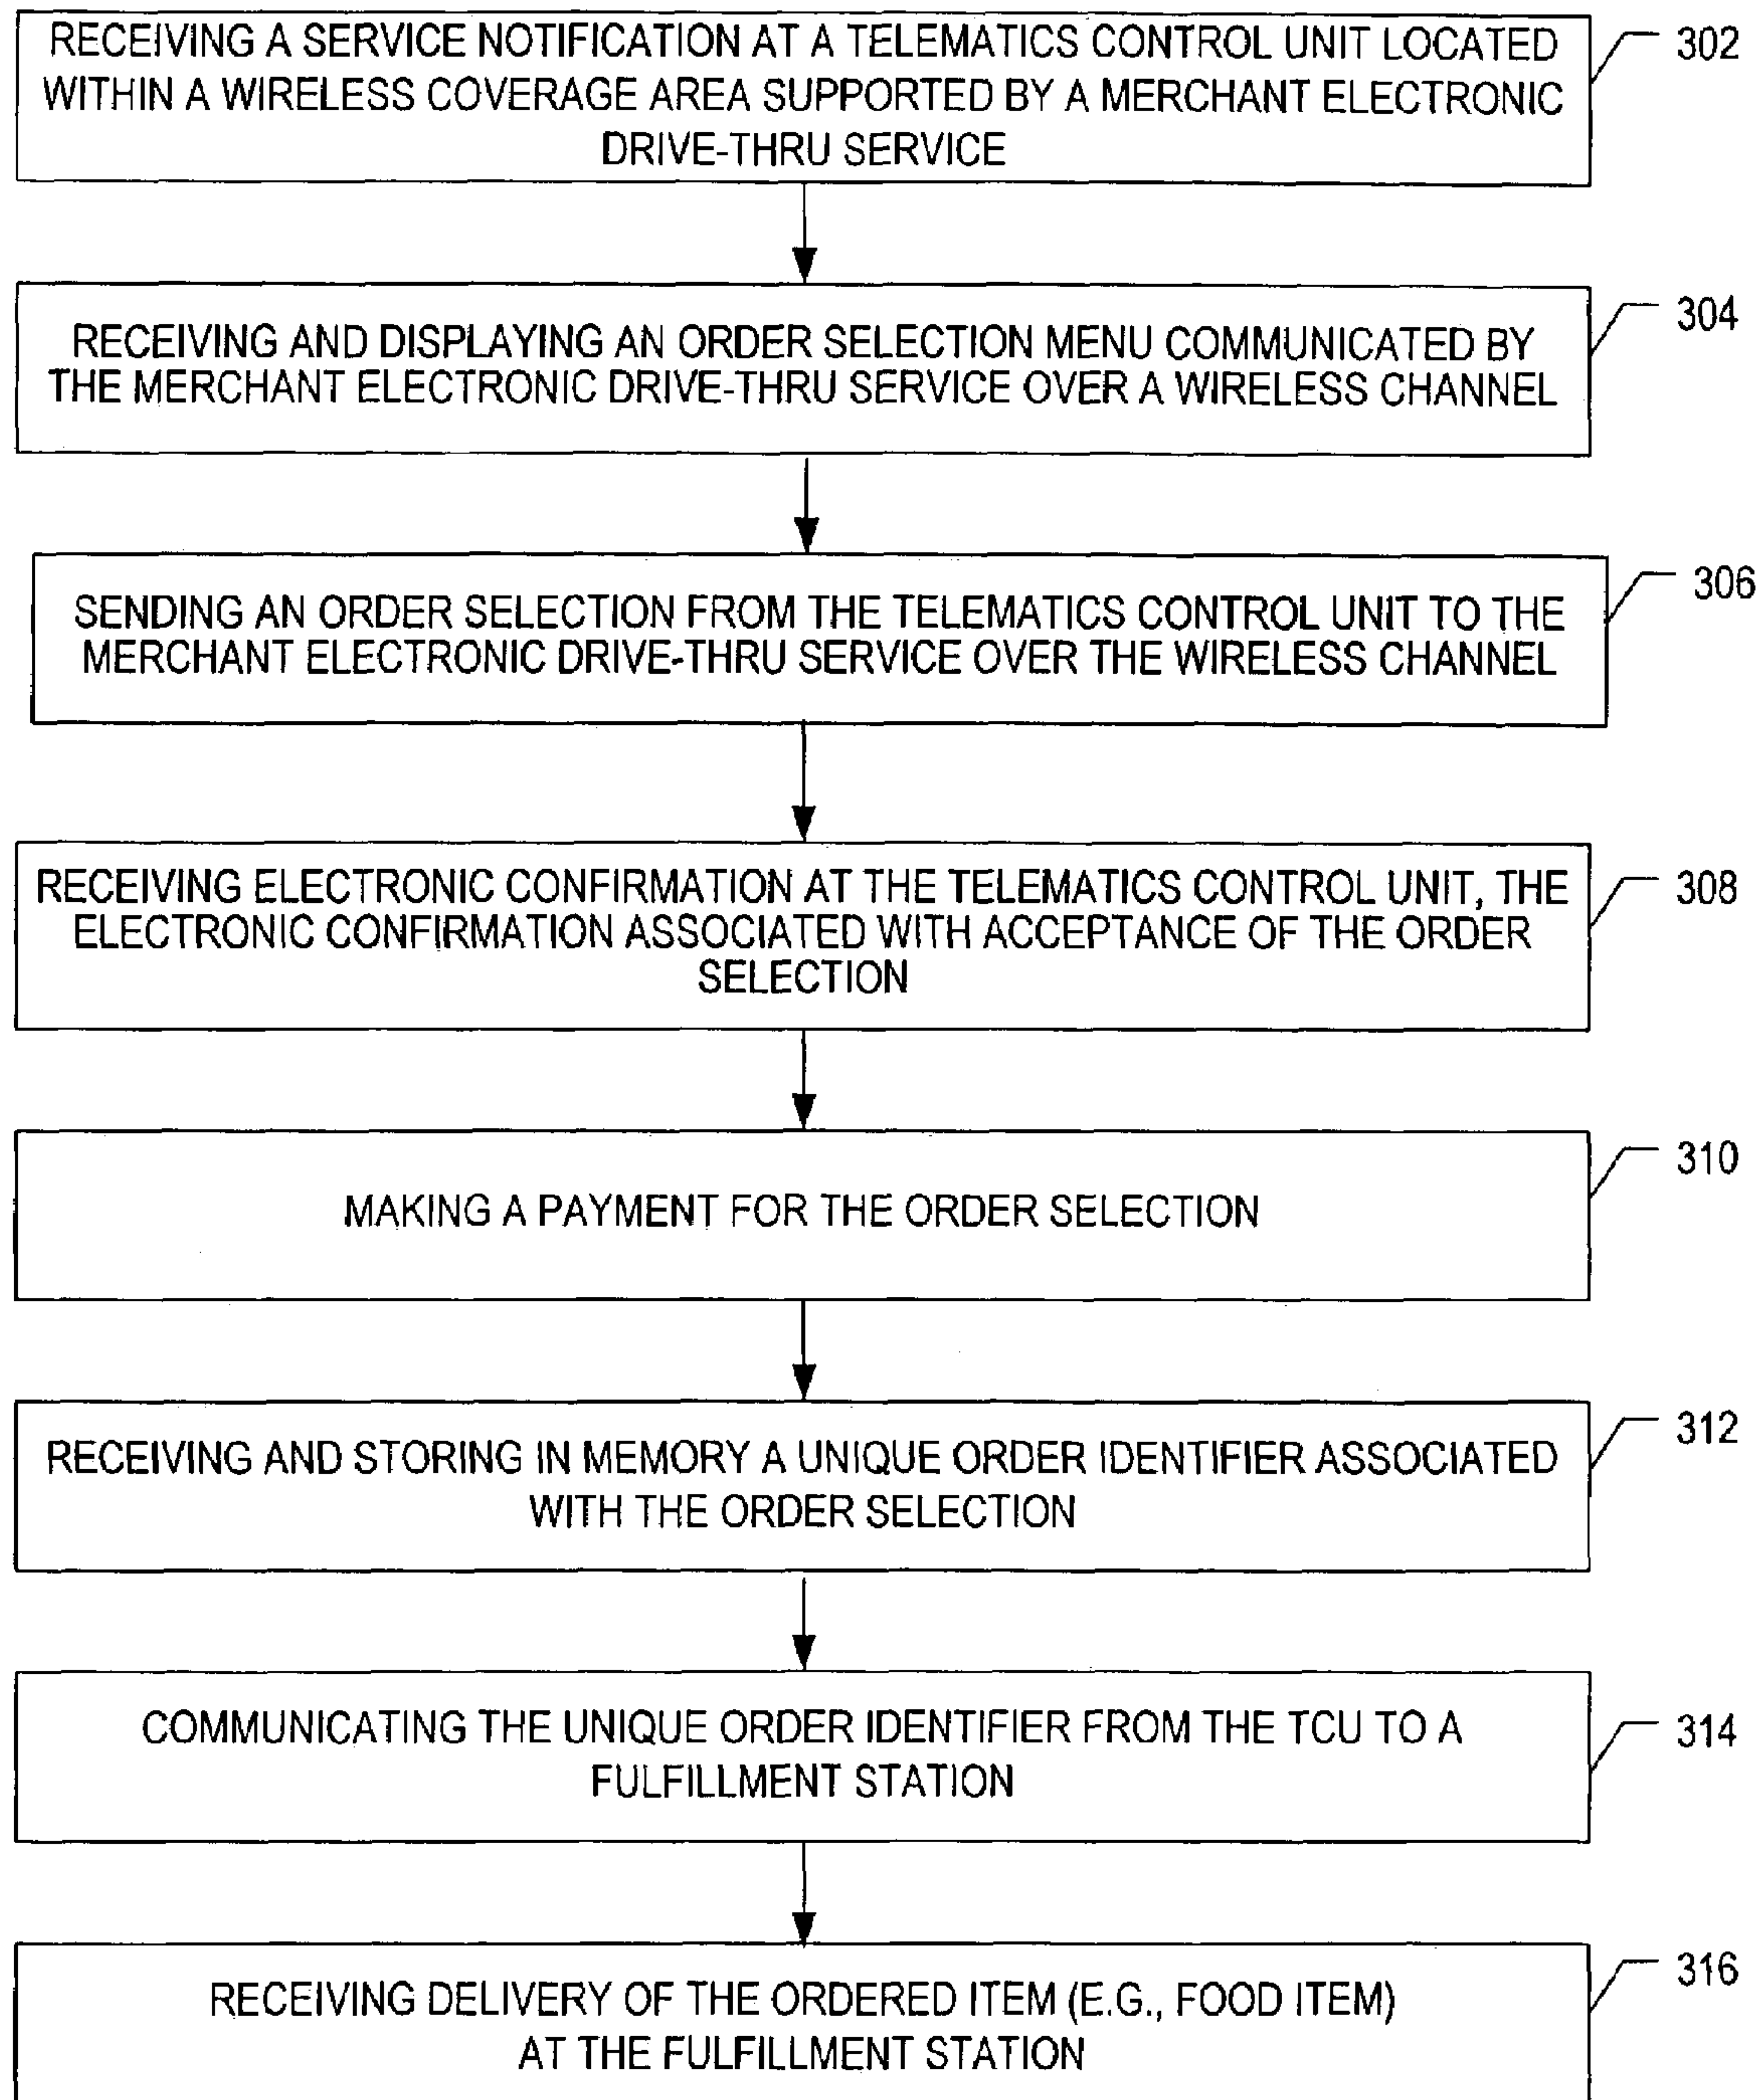 RECEIVING A SERVICE NOTIFICATION AT A TELEMATICS CONTROL UNIT LOCATED
WITHIN A WIRELESS COVERAGE AREA SUPPORTED BY A MERCHANT ELECTRONIC
DRIVE-THRU SERVICE
302
RECEIVING AND DISPLAYING AN ORDER SELECTION MENU COMMUNICATED BY
THE MERCHANT ELECTRONIC DRIVE-THRU SERVICE OVER A WIRELESS CHANNEL
304
SENDING AN ORDER SELECTION FROM THE TELEMATICS CONTROL UNIT TO THE
MERCHANT ELECTRONIC DRIVE-THRU SERVICE OVER THE WIRELESS CHANNEL
306
RECEIVING ELECTRONIC CONFIRMATION AT THE TELEMATICS CONTROL UNIT, THE
ELECTRONIC CONFIRMATION ASSOCIATED WITH ACCEPTANCE OF THE ORDER
SELECTION
308
MAKING A PAYMENT FOR THE ORDER SELECTION
310
RECEIVING AND STORING IN MEMORY A UNIQUE ORDER IDENTIFIER ASSOCIATED
WITH THE ORDER SELECTION
312
COMMUNICATING THE UNIQUE ORDER IDENTIFIER FROM THE TCU TO A
FULFILLMENT STATION
314
RECEIVING DELIVERY OF THE ORDERED ITEM (E.G., FOOD ITEM)
AT THE FULFILLMENT STATION
316